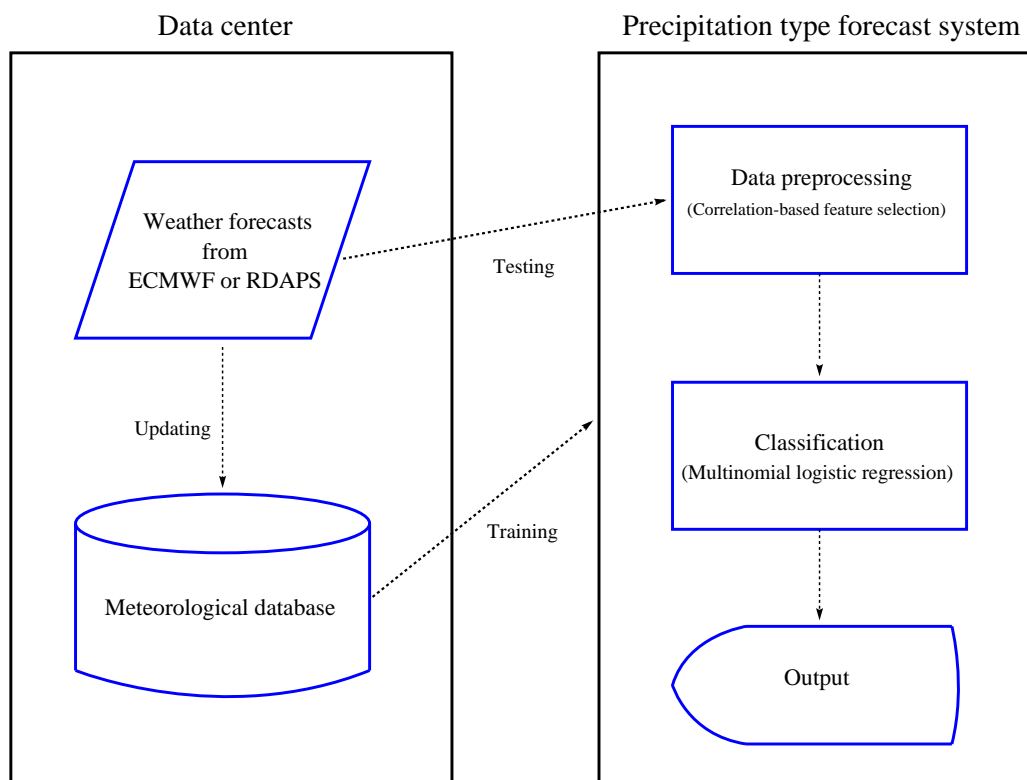 Data center
Weather forecasts
from
ECMWF or RDAPS
Updating
Meteorological database
Testing
Training
Precipitation type forecast system
Data preprocessing
(Correlation-based feature selection)
Classification
(Multinomial logistic regression)
Output